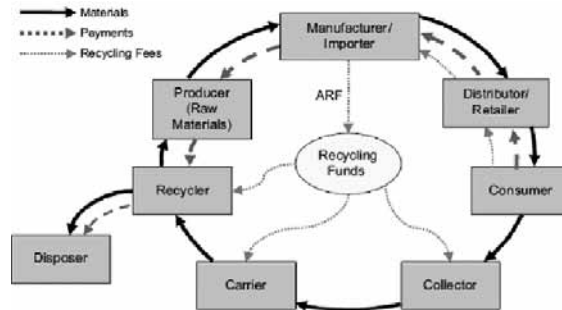 Materials
Payments
Recycling Fees
Manufacturer/
Importer
Producer
(Raw
Materials)
ARF
Distributor/
Retailer
Recycling
Funds
Recycler
Consumer
Disposer
Carrier
Collector